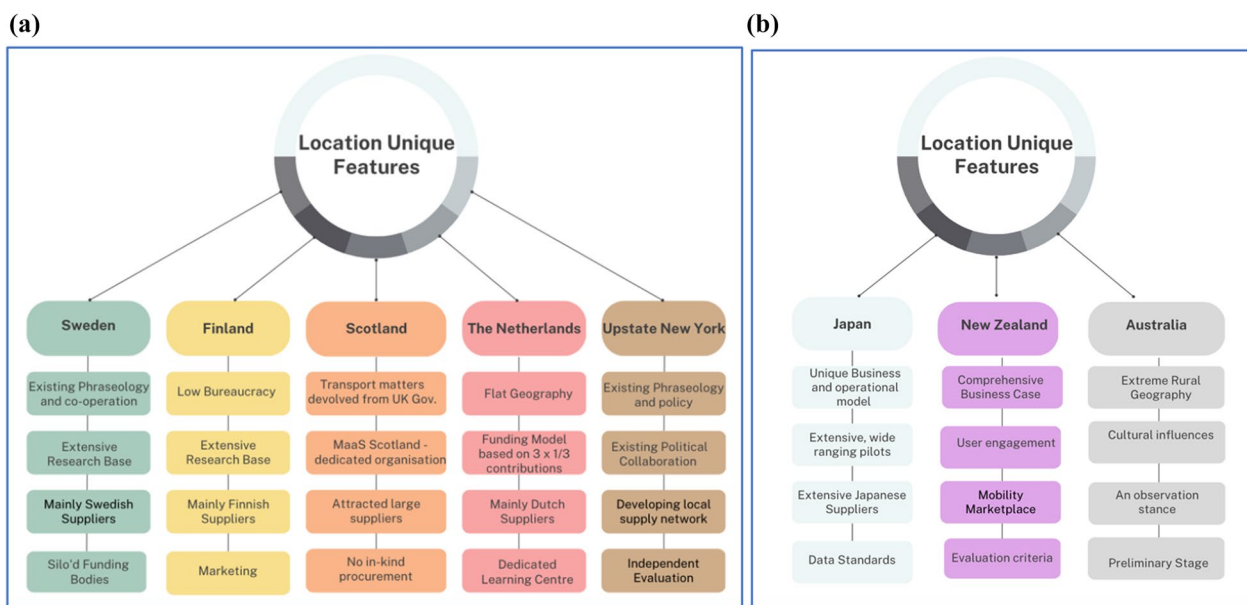 (a)
Location Unique
Features
Sweden
Existing Phraseology
and co-operation
Extensive
Research Base
Mainly Swedish
Suppliers
Silo'd Funding
Bodies
Finland
Low Bureaucracy
Extensive
Research Base
Mainly Finnish
Suppliers
Marketing
Scotland
Transport matters
devolved from UK Gov.
MaaS Scotland -
dedicated organisation
Attracted large
suppliers
No in-kind
procurement
The Netherlands
Flat Geography
Funding Model
based on 3 x 1/3
contributions
Mainly Dutch
Suppliers
Dedicated
Learning Centre
Upstate New York
Existing Phraseology
and policy
Existing Political
Collaboration
Developing local
supply network
Independent
Evaluation
(b)
Location Unique
Features
Japan
Unique Business
and operational
model
Extensive, wide
ranging pilots
Extensive Japanese
Suppliers
Data Standards
New Zealand
Comprehensive
Business Case
User engagement
Mobility
Marketplace
Evaluation criteria
Australia
Extreme Rural
Geography
Cultural influences
An observation
stance
Preliminary Stage